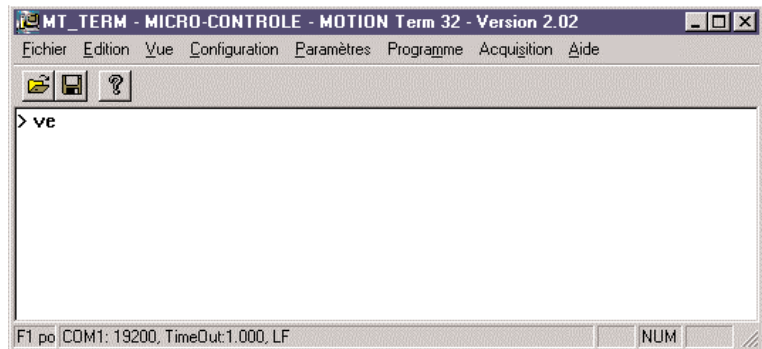 MT_TERM - MICRO-CONTROLE - MOTION Term 32 - Version 2.02
Fichier Edition Vue Configuration Paramètres Programme Acquisition Aide
> ve
F1 po COM1: 19200, TimeOut:1.000, LF NUM